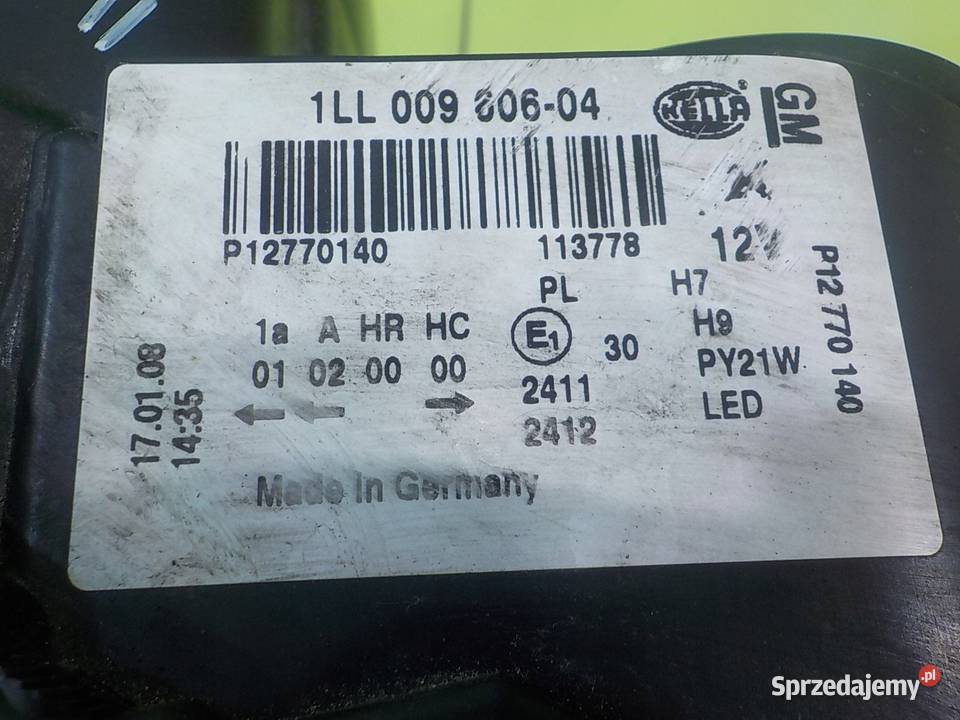 1LL 009 606-04
HELLA
GM
P12770140
113778
12V
P12 770 140
PL
H7
1a A HR HC
E1
30
H9
01 02 00 00
2411
PY21W
2412
LED
17.01.08
14:35
Made in Germany
Sprzedajemy.pl